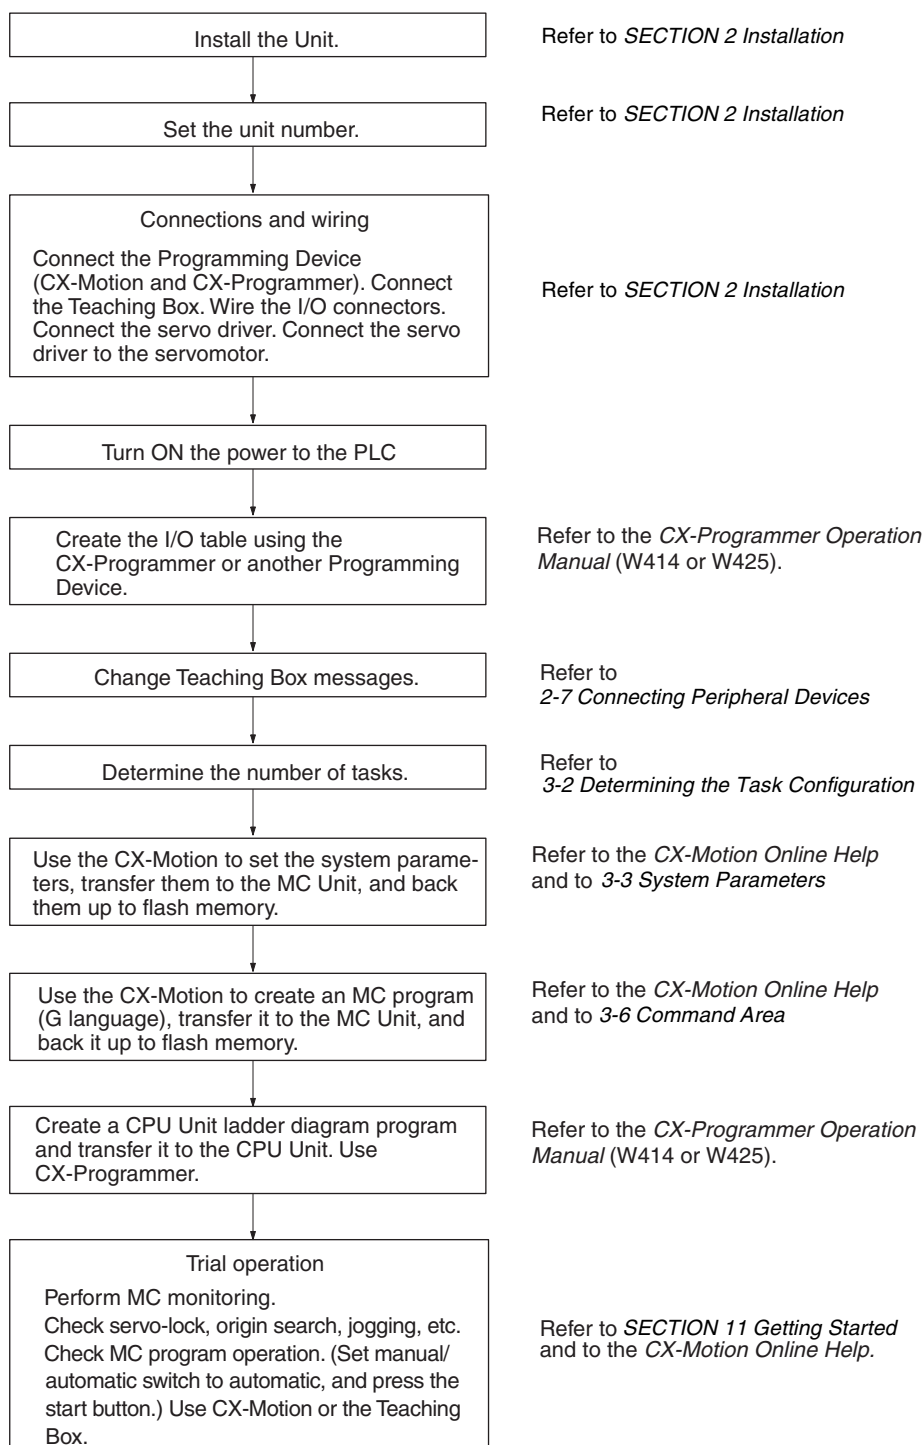 Install the Unit.
Refer to SECTION 2 Installation
Set the unit number.
Refer to SECTION 2 Installation
Connections and wiring
Connect the Programming Device
(CX-Motion and CX-Programmer). Connect
the Teaching Box. Wire the I/O connectors.
Connect the servo driver. Connect the servo
driver to the servomotor.
Refer to SECTION 2 Installation
Turn ON the power to the PLC
Create the I/O table using the
CX-Programmer or another Programming
Device.
Refer to the CX-Programmer Operation
Manual (W414 or W425).
Change Teaching Box messages.
Refer to
2-7 Connecting Peripheral Devices
Determine the number of tasks.
Refer to
3-2 Determining the Task Configuration
Use the CX-Motion to set the system parame-
ters, transfer them to the MC Unit, and back
them up to flash memory.
Refer to the CX-Motion Online Help
and to 3-3 System Parameters
Use the CX-Motion to create an MC program
(G language), transfer it to the MC Unit, and
back it up to flash memory.
Refer to the CX-Motion Online Help
and to 3-6 Command Area
Create a CPU Unit ladder diagram program
and transfer it to the CPU Unit. Use
CX-Programmer.
Refer to the CX-Programmer Operation
Manual (W414 or W425).
Trial operation
Perform MC monitoring.
Check servo-lock, origin search, jogging, etc.
Check MC program operation. (Set manual/
automatic switch to automatic, and press the
start button.) Use CX-Motion or the Teaching
Box.
Refer to SECTION 11 Getting Started
and to the CX-Motion Online Help.